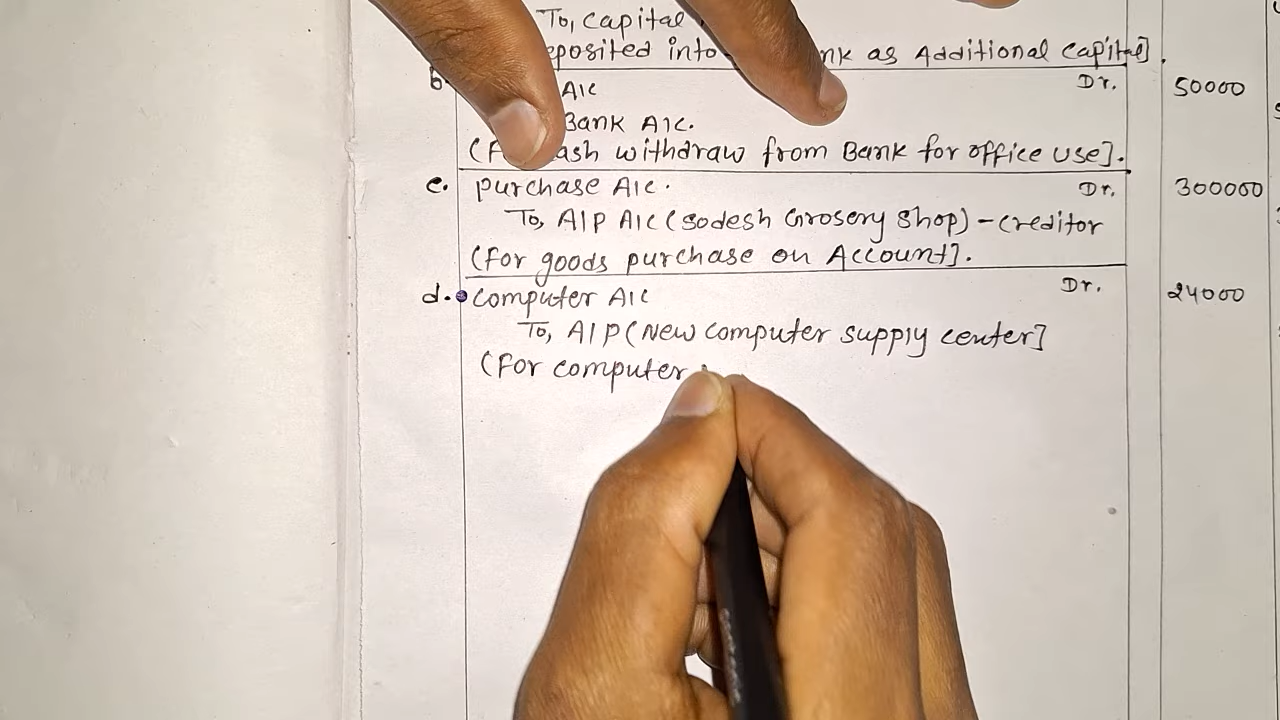 To, Capital
eposited into nk as Additional Capital].
b. A/c Dr. 50000
Bank A/c.
(F ash withdraw from Bank for office use].
c. purchase A/c. Dr. 300000
To, A/P A/c (Sodesh Grosery Shop) - Creditor
(For goods purchase on Account].
d. Computer A/c Dr. 24000
To, A/P (New computer supply center]
(For computer